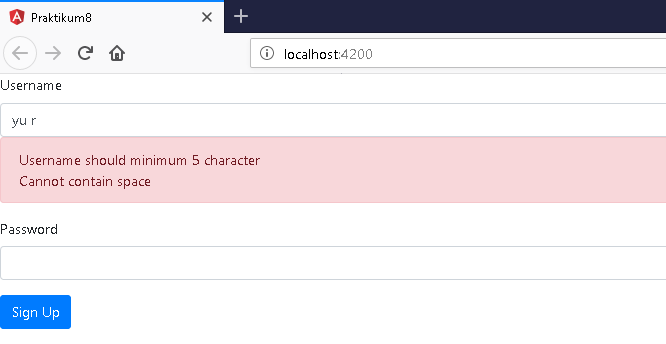 Praktikum8
localhost:4200
Username
yu r
Username should minimum 5 character
Cannot contain space
Password
Sign Up